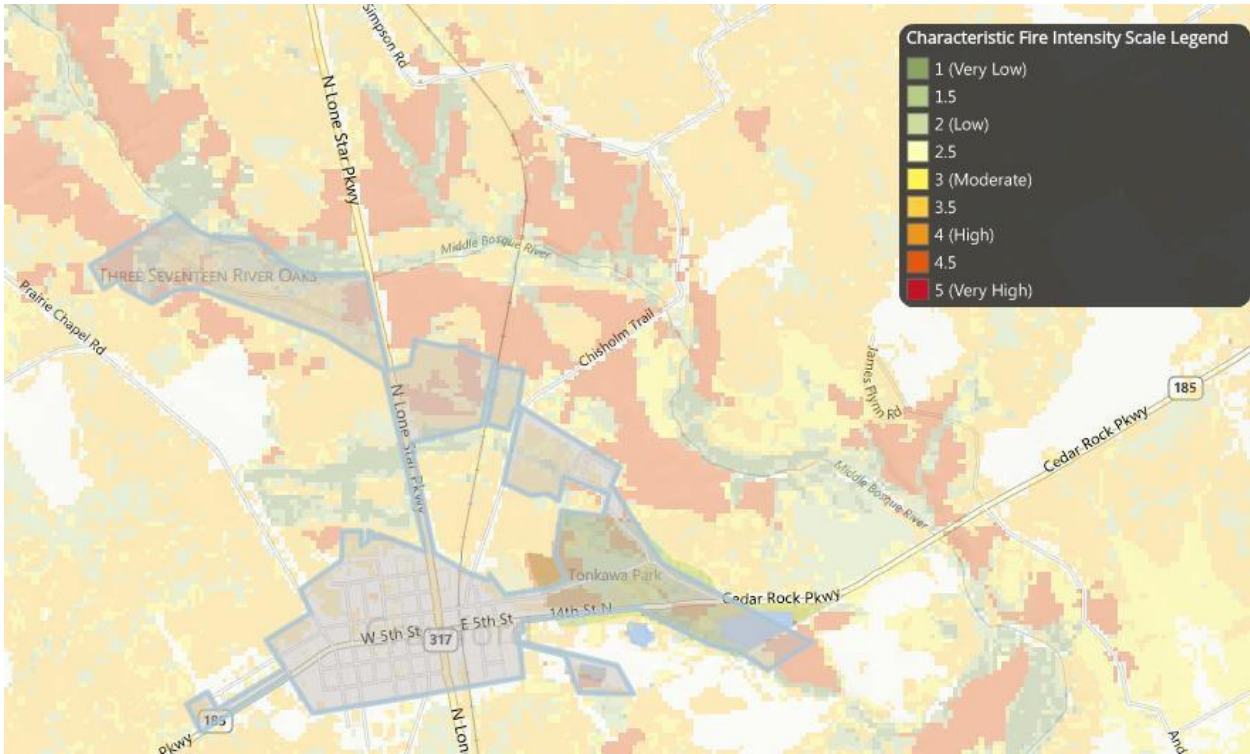 Simpson Rd
N Lone Star Pkwy
Characteristic Fire Intensity Scale Legend
1 (Very Low)
1.5
2 (Low)
2.5
3 (Moderate)
3.5
4 (High)
4.5
5 (Very High)
Middle Bosque River
THREE SEVENTEEN RIVER OAKS
Prairie Chapel Rd
Chisholm Trail
James Flynn Rd
185
Cedar Rock Pkwy
N Lone Star Pkwy
Middle Bosque River
Tonkawa Park
Cedar Rock Pkwy
14th St N
E 5th St
W 5th St
317
185
Pkwy
N Lon
And